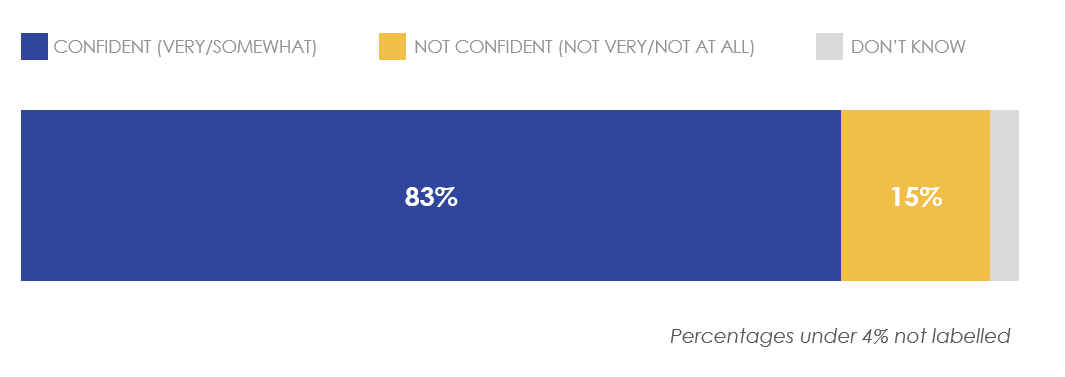 CONFIDENT (VERY/SOMEWHAT) NOT CONFIDENT (NOT VERY/NOT AT ALL) DON’T KNOW
83% 15%
Percentages under 4% not labelled